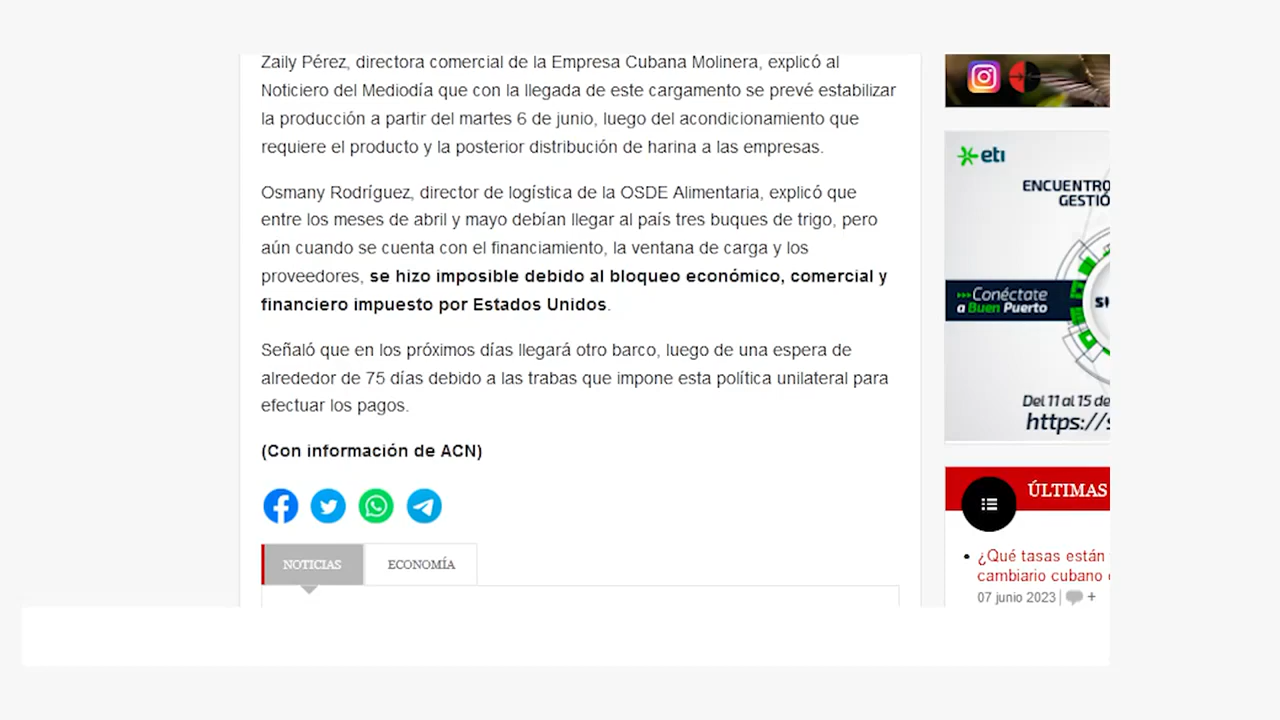 Zaily Pérez, directora comercial de la Empresa Cubana Molinera, explicó al
Noticiero del Mediodía que con la llegada de este cargamento se prevé estabilizar
la producción a partir del martes 6 de junio, luego del acondicionamiento que
requiere el producto y la posterior distribución de harina a las empresas.
Osmany Rodríguez, director de logística de la OSDE Alimentaria, explicó que
entre los meses de abril y mayo debían llegar al país tres buques de trigo, pero
aún cuando se cuenta con el financiamiento, la ventana de carga y los
proveedores, se hizo imposible debido al bloqueo económico, comercial y
financiero impuesto por Estados Unidos.
Señaló que en los próximos días llegará otro barco, luego de una espera de
alrededor de 75 días debido a las trabas que impone esta política unilateral para
efectuar los pagos.
(Con información de ACN)
NOTICIAS
ECONOMÍA
eti
ENCUENTRO
GESTIÓ
Conéctate
a Buen Puerto
Del 11 al 15 de
https://s
ÚLTIMAS
¿Qué tasas están
cambiario cubano
07 junio 2023 | +